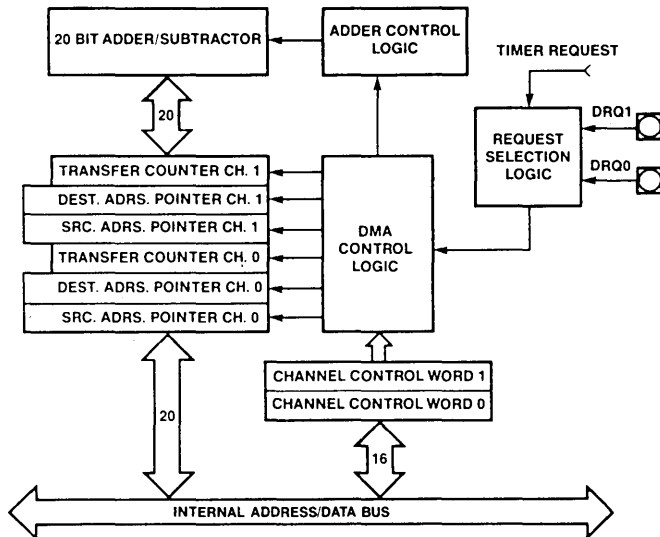 20 BIT ADDER/SUBTRACTOR
ADDER CONTROL
LOGIC
TIMER REQUEST
20
REQUEST
SELECTION
LOGIC
DRQ1
DRQ0
TRANSFER COUNTER CH. 1
DEST. ADRS. POINTER CH. 1
SRC. ADRS. POINTER CH. 1
TRANSFER COUNTER CH. 0
DEST. ADRS. POINTER CH. 0
SRC. ADRS. POINTER CH. 0
DMA
CONTROL
LOGIC
CHANNEL CONTROL WORD 1
CHANNEL CONTROL WORD 0
20
16
INTERNAL ADDRESS/DATA BUS